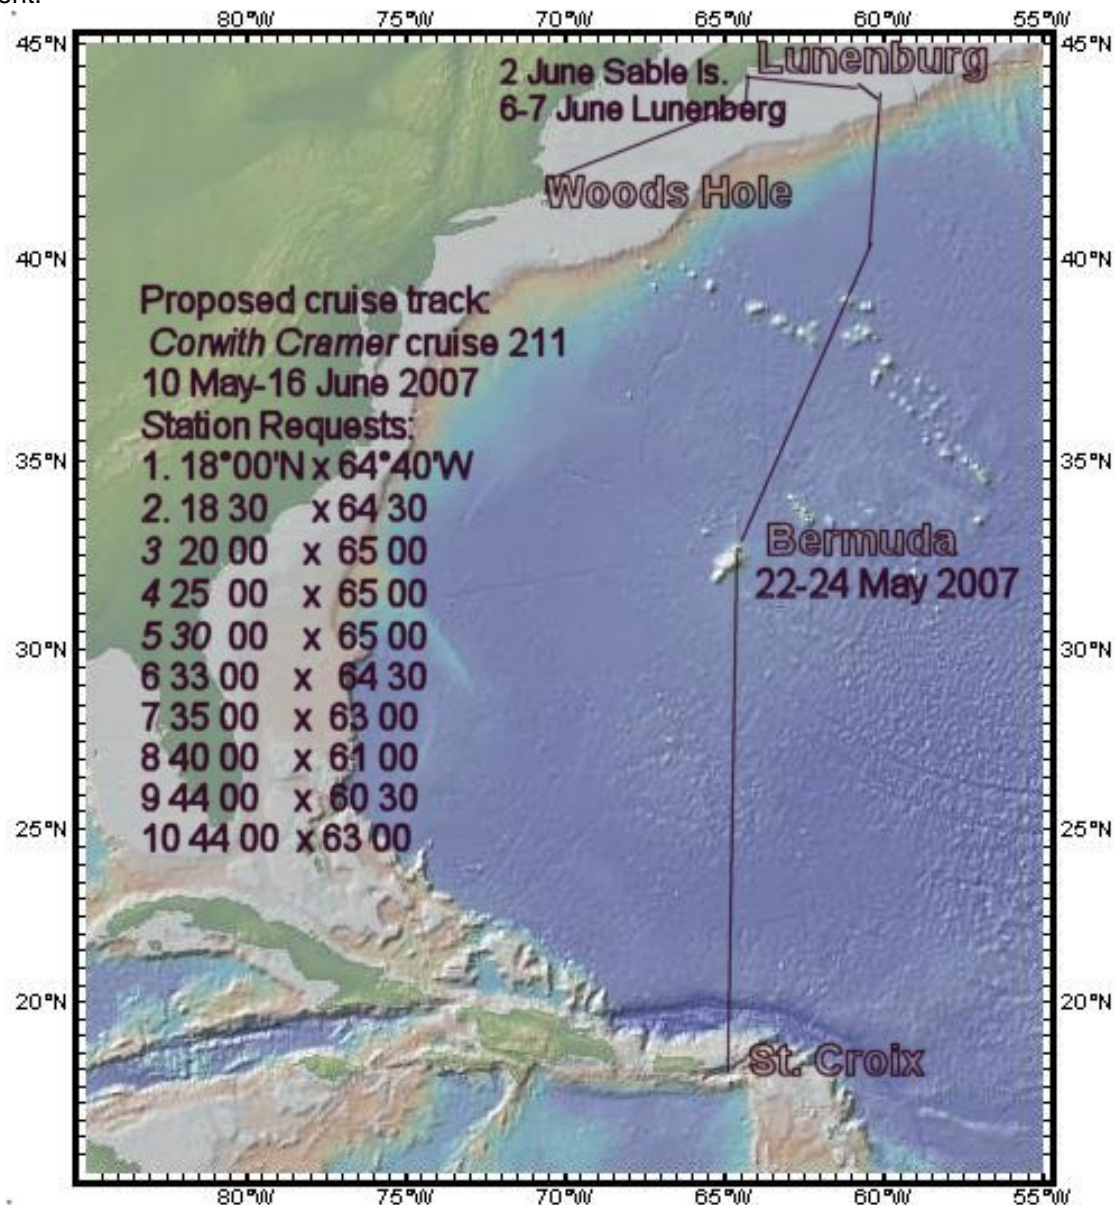 ent.
80°W 75°W 70°W 65°W 60°W 55°W
45°N 45°N
Lunenburg
2 June Sable Is.
6-7 June Lunenberg
Woods Hole
40°N 40°N
Proposed cruise track:
Corwith Cramer cruise 211
10 May-16 June 2007
Station Requests:
1. 18°00'N x 64°40'W
35°N 35°N
2. 18 30 x 64 30
3 20 00 x 65 00
Bermuda
22-24 May 2007
4 25 00 x 65 00
5 30 00 x 65 00
30°N 30°N
6 33 00 x 64 30
7 35 00 x 63 00
8 40 00 x 61 00
9 44 00 x 60 30
10 44 00 x 63 00
25°N 25°N
20°N 20°N
St. Croix
80°W 75°W 70°W 65°W 60°W 55°W